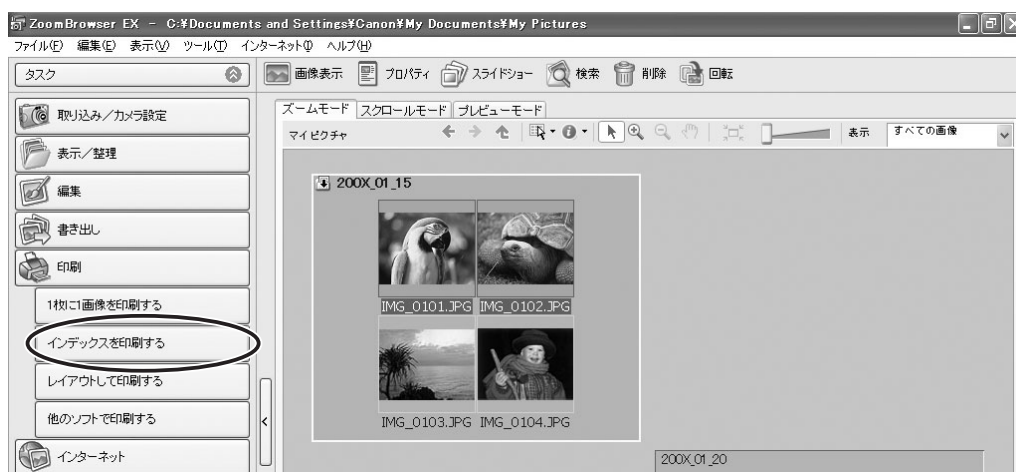 ZoomBrowser EX – C:¥Documents and Settings¥Canon¥My Documents¥My Pictures
ファイル(F) 編集(E) 表示(V) ツール(T) インターネット(I) ヘルプ(H)
タスク
画像表示 プロパティ スライドショー 検索 削除 回転
取り込み/カメラ設定
表示/整理
編集
書き出し
印刷
1枚に1画像を印刷する
インデックスを印刷する
レイアウトして印刷する
他のソフトで印刷する
インターネット
ズームモード スクロールモード プレビューモード
マイ ピクチャ 表示 すべての画像
200X_01_15
IMG_0101.JPG IMG_0102.JPG
IMG_0103.JPG IMG_0104.JPG
200X_01_20